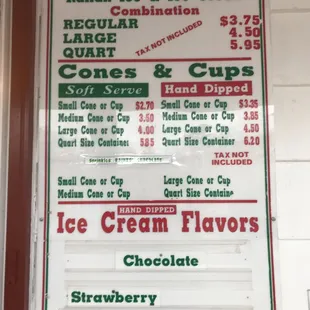 Combination
REGULAR $3.75
LARGE 4.50
QUART 5.95
TAX NOT INCLUDED
Cones & Cups
Soft Serve Hand Dipped
Small Cone or Cup $2.70 Small Cone or Cup $3.35
Medium Cone or Cup 3.60 Medium Cone or Cup 3.85
Large Cone or Cup 4.00 Large Cone or Cup 4.50
Quart Size Container 5.85 Quart Size Container 6.20
TAX NOT
INCLUDED
Small Cone or Cup Large Cone or Cup
Medium Cone or Cup Quart Size Container
HAND DIPPED
Ice Cream Flavors
Chocolate
Strawberry